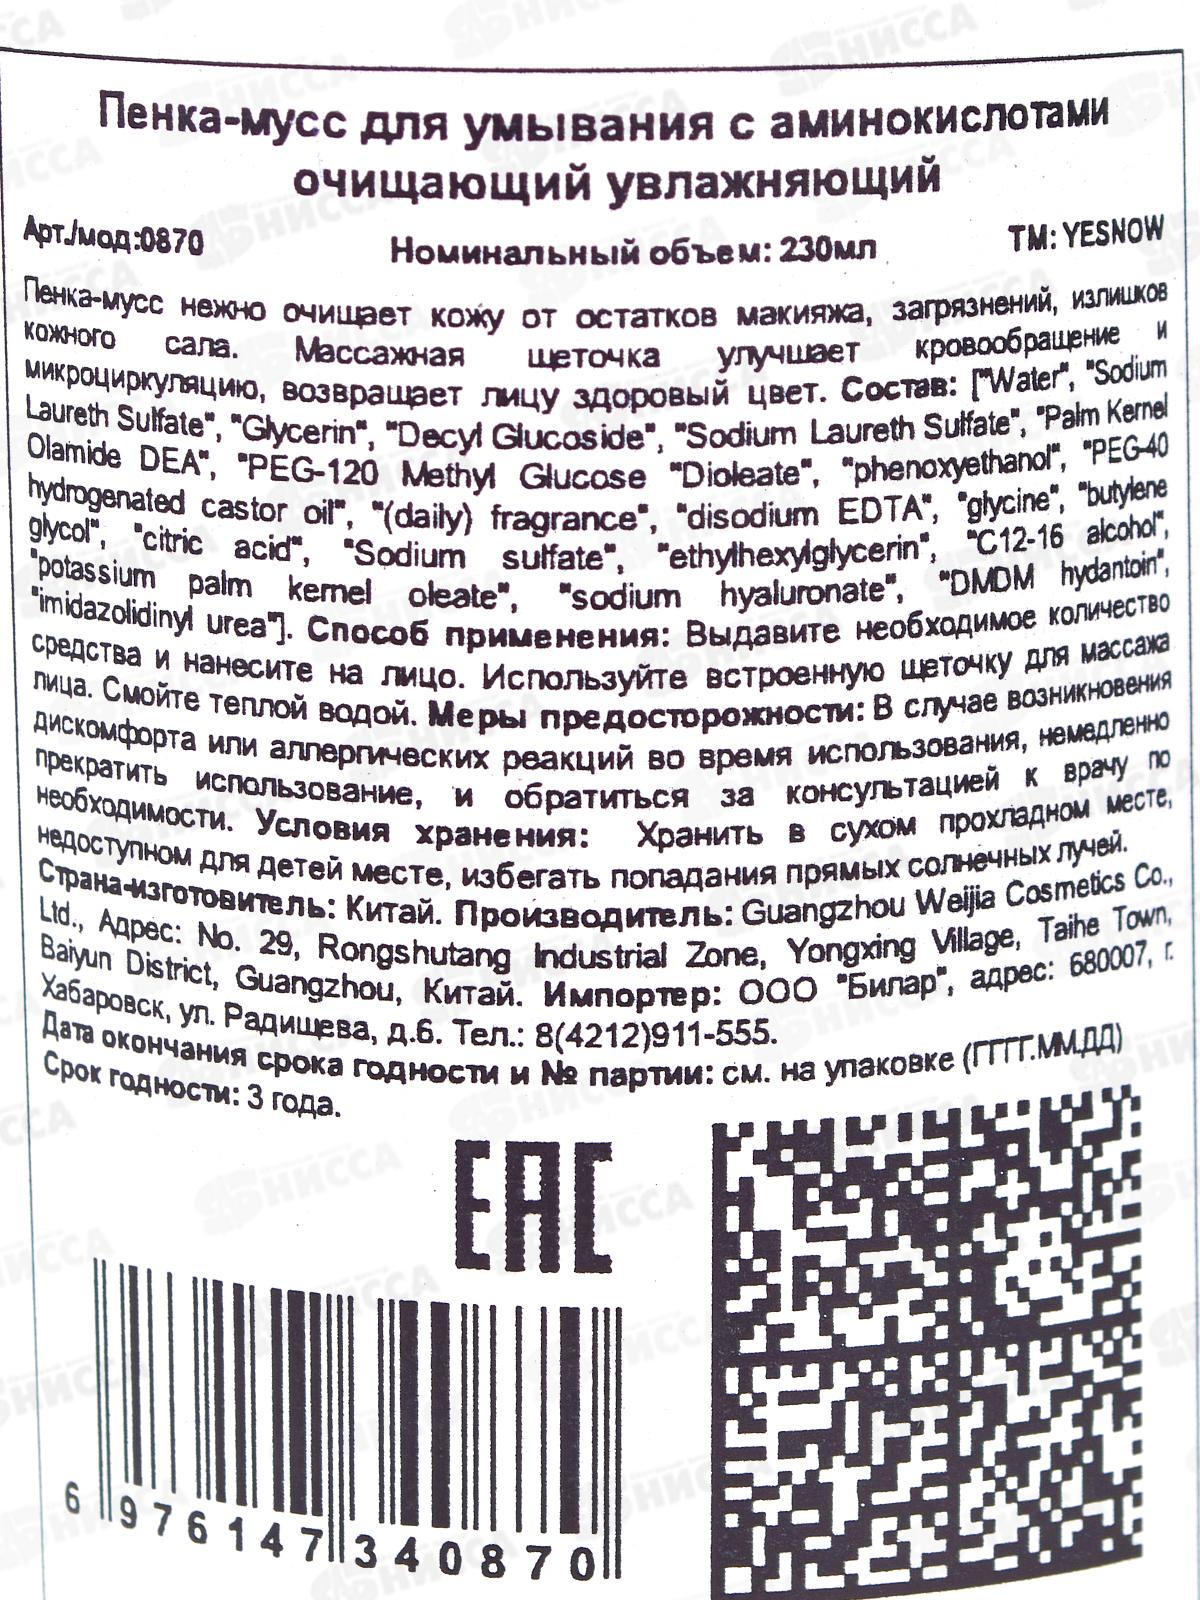 Пенка-мусс для умывания с аминокислотами
очищающий увлажняющий
Арт./мод:0870 Номинальный объем: 230мл ТМ: YESNOW
Пенка-мусс нежно очищает кожу от остатков макияжа, загрязнений, излишков
кожного сала. Массажная щеточка улучшает кровообращение и
микроциркуляцию, возвращает лицу здоровый цвет. Состав: ["Water", "Sodium
Laureth Sulfate", "Glycerin", "Decyl Glucoside", "Sodium Laureth Sulfate", "Palm Kernel
Olamide DEA", "PEG-120 Methyl Glucose "Dioleate", "phenoxyethanol", "PEG-40
hydrogenated castor oil", "(daily) fragrance", "disodium EDTA", "glycine", "butylene
glycol", "citric acid", "Sodium sulfate", "ethylhexylglycerin", "C12-16 alcohol",
"potassium palm kernel oleate", "sodium hyaluronate", "DMDM hydantoin",
"imidazolidinyl urea"]. Способ применения: Выдавите необходимое количество
средства и нанесите на лицо. Используйте встроенную щеточку для массажа
лица. Смойте теплой водой. Меры предосторожности: В случае возникновения
дискомфорта или аллергических реакций во время использования, немедленно
прекратить использование, и обратиться за консультацией к врачу по
необходимости. Условия хранения: Хранить в сухом прохладном месте,
недоступном для детей месте, избегать попадания прямых солнечных лучей.
Страна-изготовитель: Китай. Производитель: Guangzhou Weijia Cosmetics Co.,
Ltd., Адрес: No. 29, Rongshutang Industrial Zone, Yongxing Village, Taihe Town,
Baiyun District, Guangzhou, Китай. Импортер: ООО "Билар", адрес: 680007, г.
Хабаровск, ул. Радищева, д.6. Тел.: 8(4212)911-555.
Дата окончания срока годности и № партии: см. на упаковке (ГГГГ.ММ.ДД)
Срок годности: 3 года.
EAC
6 976147 340870